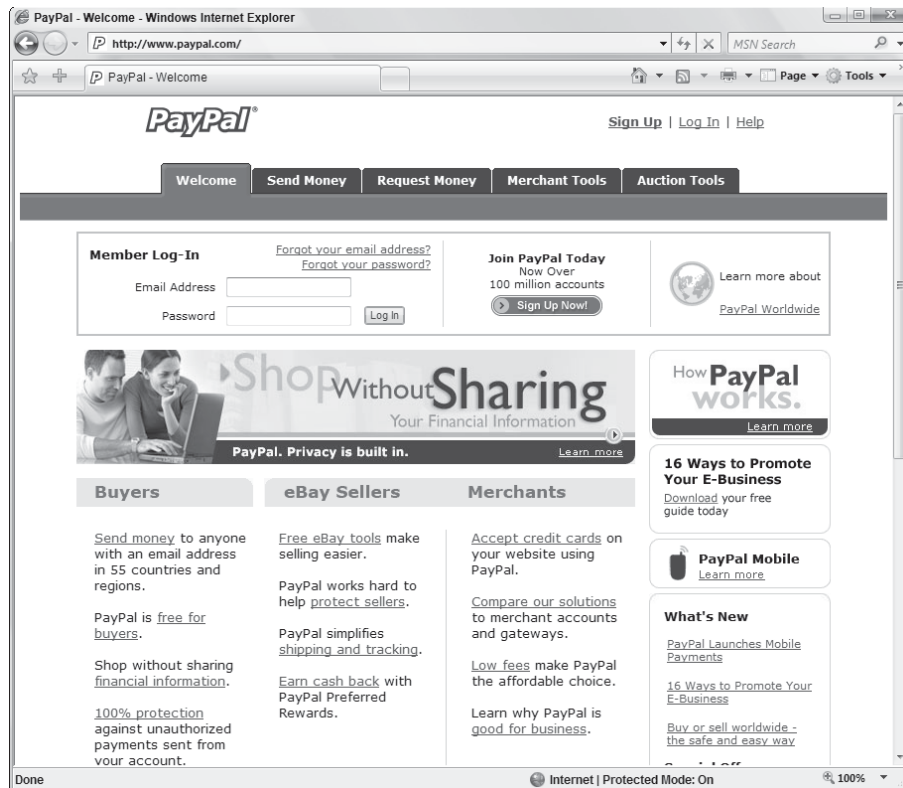 PayPal - Welcome - Windows Internet Explorer
http://www.paypal.com/
MSN Search
PayPal - Welcome
Page
Tools
PayPal®
Sign Up | Log In | Help
Welcome
Send Money
Request Money
Merchant Tools
Auction Tools
Member Log-In
Forgot your email address?
Forgot your password?
Email Address
Password
Log In
Join PayPal Today
Now Over
100 million accounts
Sign Up Now!
Learn more about
PayPal Worldwide
Shop Without Sharing
Your Financial Information
PayPal. Privacy is built in.
Learn more
How PayPal
works.
Learn more
16 Ways to Promote
Your E-Business
Download your free
guide today
PayPal Mobile
Learn more
Buyers
Send money to anyone
with an email address
in 55 countries and
regions.
PayPal is free for
buyers.
Shop without sharing
financial information.
100% protection
against unauthorized
payments sent from
your account.
eBay Sellers
Free eBay tools make
selling easier.
PayPal works hard to
help protect sellers.
PayPal simplifies
shipping and tracking.
Earn cash back with
PayPal Preferred
Rewards.
Merchants
Accept credit cards on
your website using
PayPal.
Compare our solutions
to merchant accounts
and gateways.
Low fees make PayPal
the affordable choice.
Learn why PayPal is
good for business.
What's New
PayPal Launches Mobile
Payments
16 Ways to Promote Your
E-Business
Buy or sell worldwide -
the safe and easy way
Done
Internet | Protected Mode: On
100%